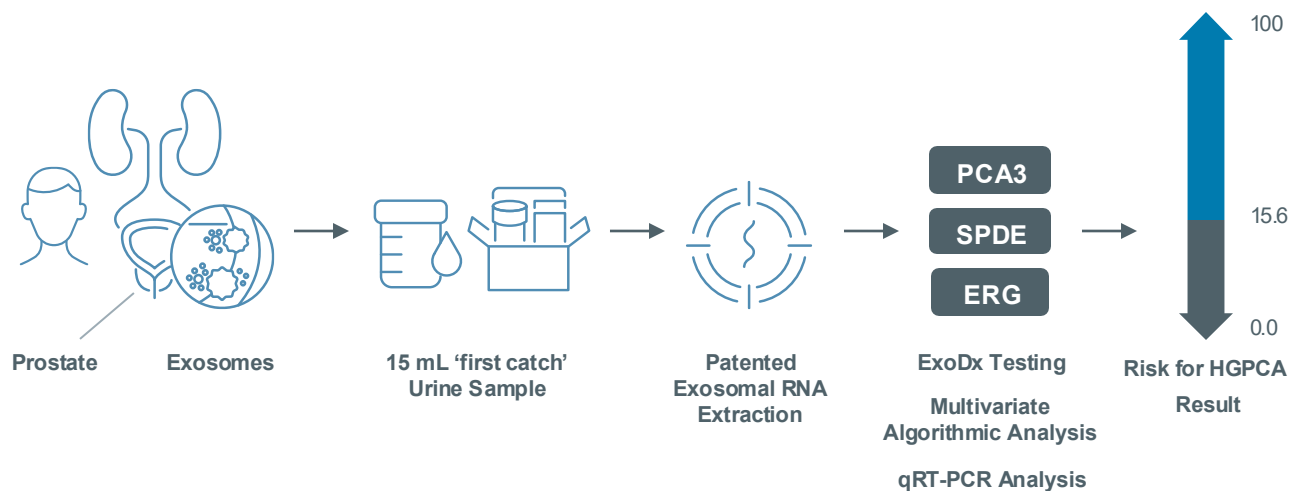 Prostate
Exosomes
15 mL ‘first catch’
Urine Sample
Patented
Exosomal RNA
Extraction
PCA3
SPDE
ERG
ExoDx Testing
Multivariate
Algorithmic Analysis
qRT-PCR Analysis
100
15.6
0.0
Risk for HGPCA
Result